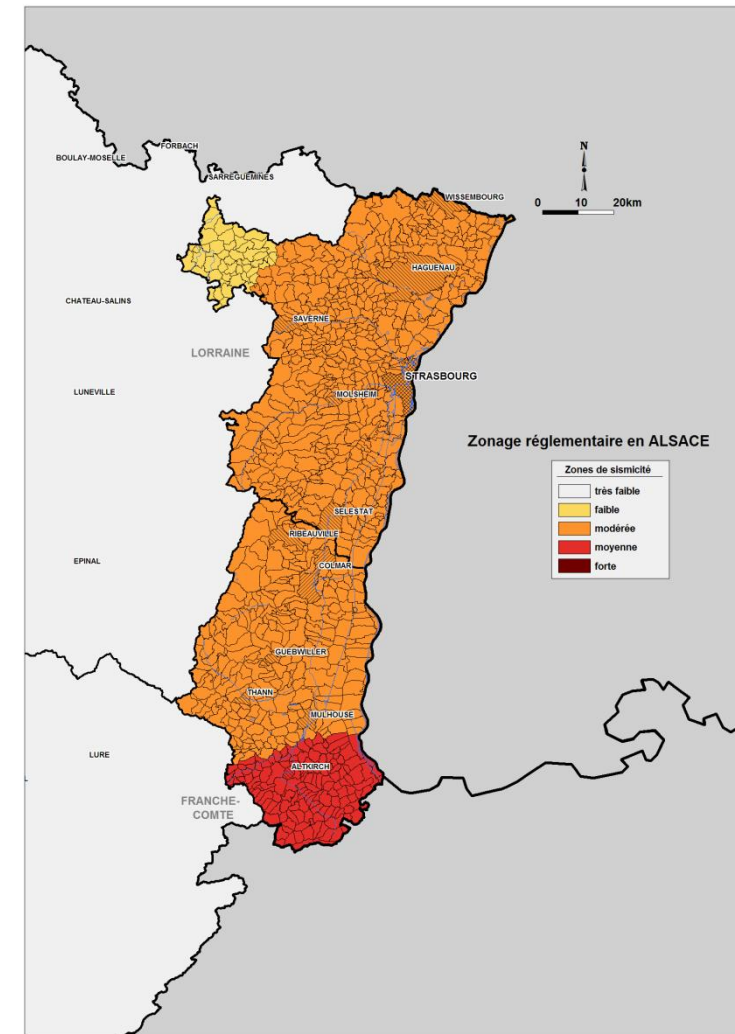 FORBACH
BOULAY-MOSELLE
SARREGUEMINES
N
WISSEMBOURG
0 10 20km
HAGUENAU
CHATEAU-SALINS
SAVERNE
LORRAINE
STRASBOURG
LUNEVILLE
MOLSHEIM
Zonage réglementaire en ALSACE
Zones de sismicité
très faible
faible
modérée
moyenne
forte
SELESTAT
RIBEAUVILLE
EPINAL
COLMAR
GUEBWILLER
THANN
MULHOUSE
LURE
ALTKIRCH
FRANCHE-
COMTE